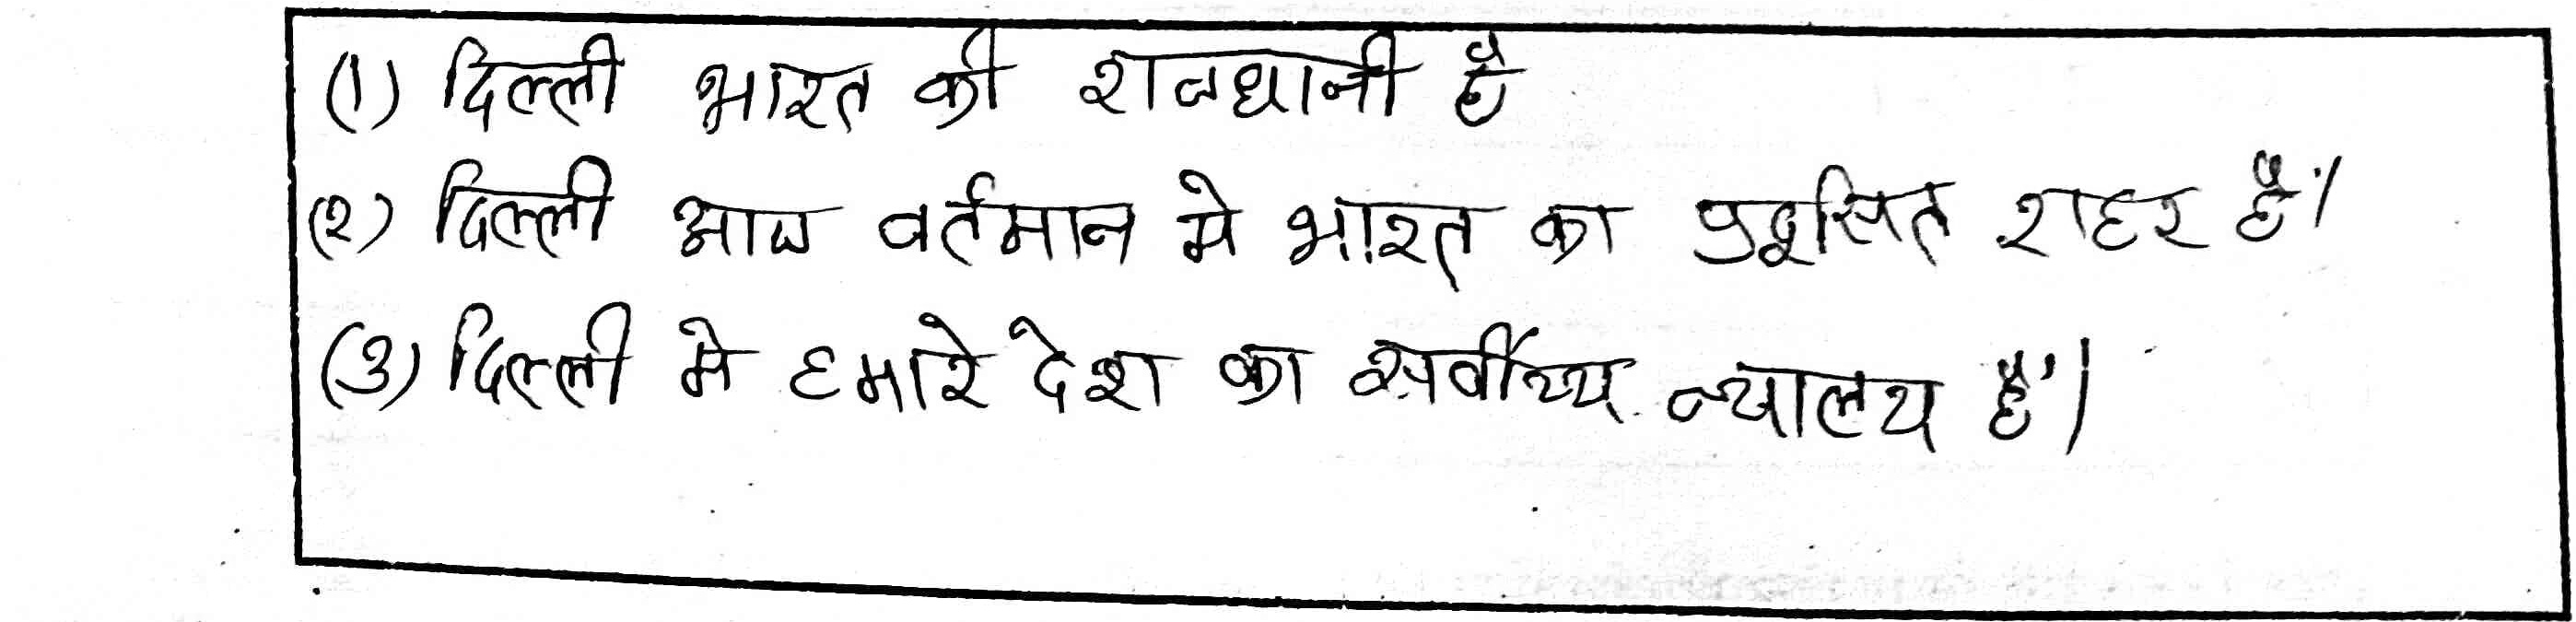 (1) दिल्ली भारत की राजधानी है
(२) दिल्ली आज वर्तमान मे भारत का प्रदूसित शहर है।
(3) दिल्ली मे हमारे देश का सर्वोच्य न्यालय है।